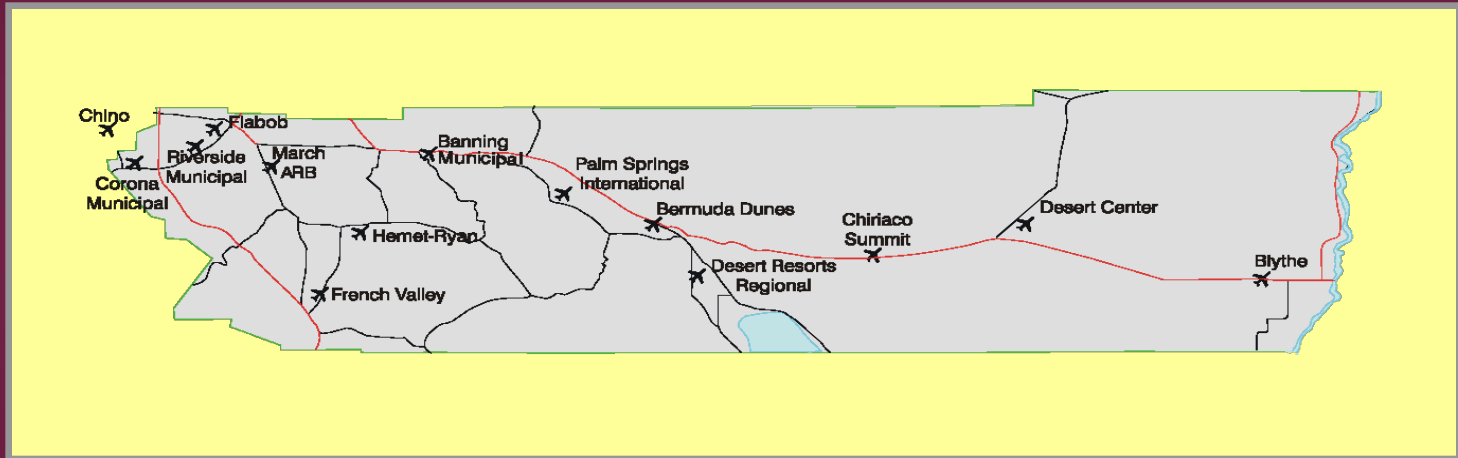 Chino
Flabob
Riverside
Municipal
Corona
Municipal
March
ARB
Banning
Municipal
Palm Springs
International
Bermuda Dunes
Hemet-Ryan
French Valley
Desert Resorts
Regional
Chiriaco
Summit
Desert Center
Blythe